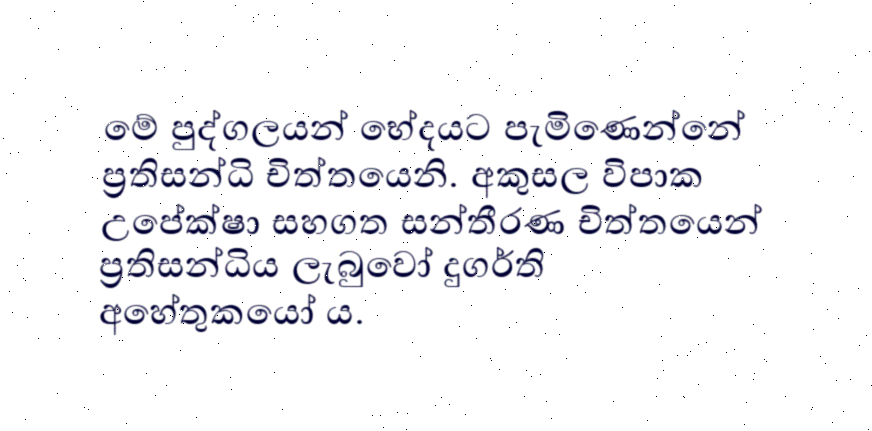 මේ පුද්ගලයන් භේදයට පැමිණෙන්නේ
ප්‍රතිසන්ධි චිත්තයෙනි. අකුසල විපාක
උපේක්ෂා සහගත සන්තීරණ චිත්තයෙන්
ප්‍රතිසන්ධිය ලැබුවෝ දුගර්ති
අහේතුකයෝ ය.